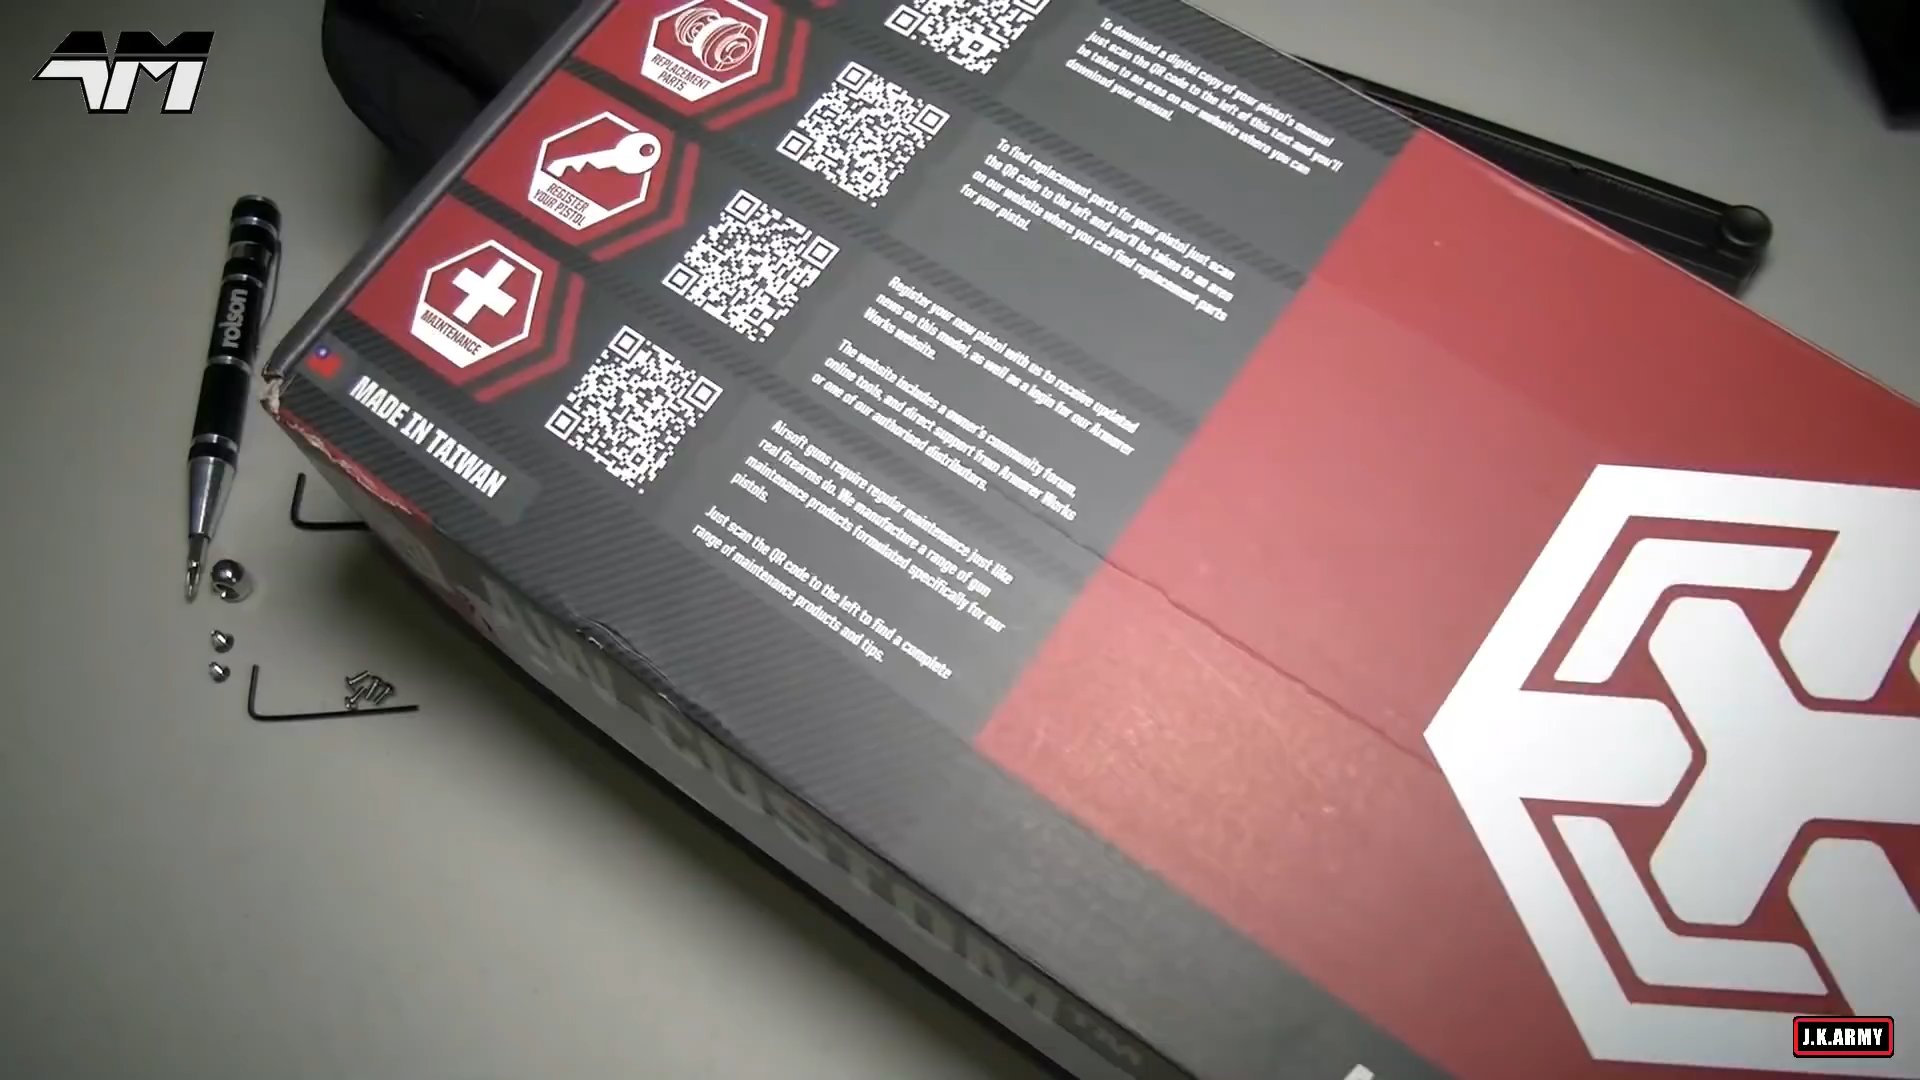 AM
REPLACEMENT
PARTS
To download a digital copy of your pistol's manual
just scan the QR code to the left of this text and you'll
be taken to an area on our website where you can
download your manual.
REGISTER
YOUR PISTOL
To find replacement parts for your pistol just scan
the QR code to the left and you'll be taken to an area
on our website where you can find replacement parts
for your pistol.
MAINTENANCE
Register your new pistol with us to receive updated
news on this model, as well as a login for our Armorer
Works website.
The website includes a owner's community forum,
online tools, and direct support from Armorer Works
or one of our authorised distributors.
MADE IN TAIWAN
Airsoft guns require regular maintenance just like
real firearms do. We manufacture a range of gun
maintenance products formulated specifically for our
pistols.
Just scan the QR code to the left to find a complete
range of maintenance products and tips.
rolson
AW CUSTOM
J.K.ARMY